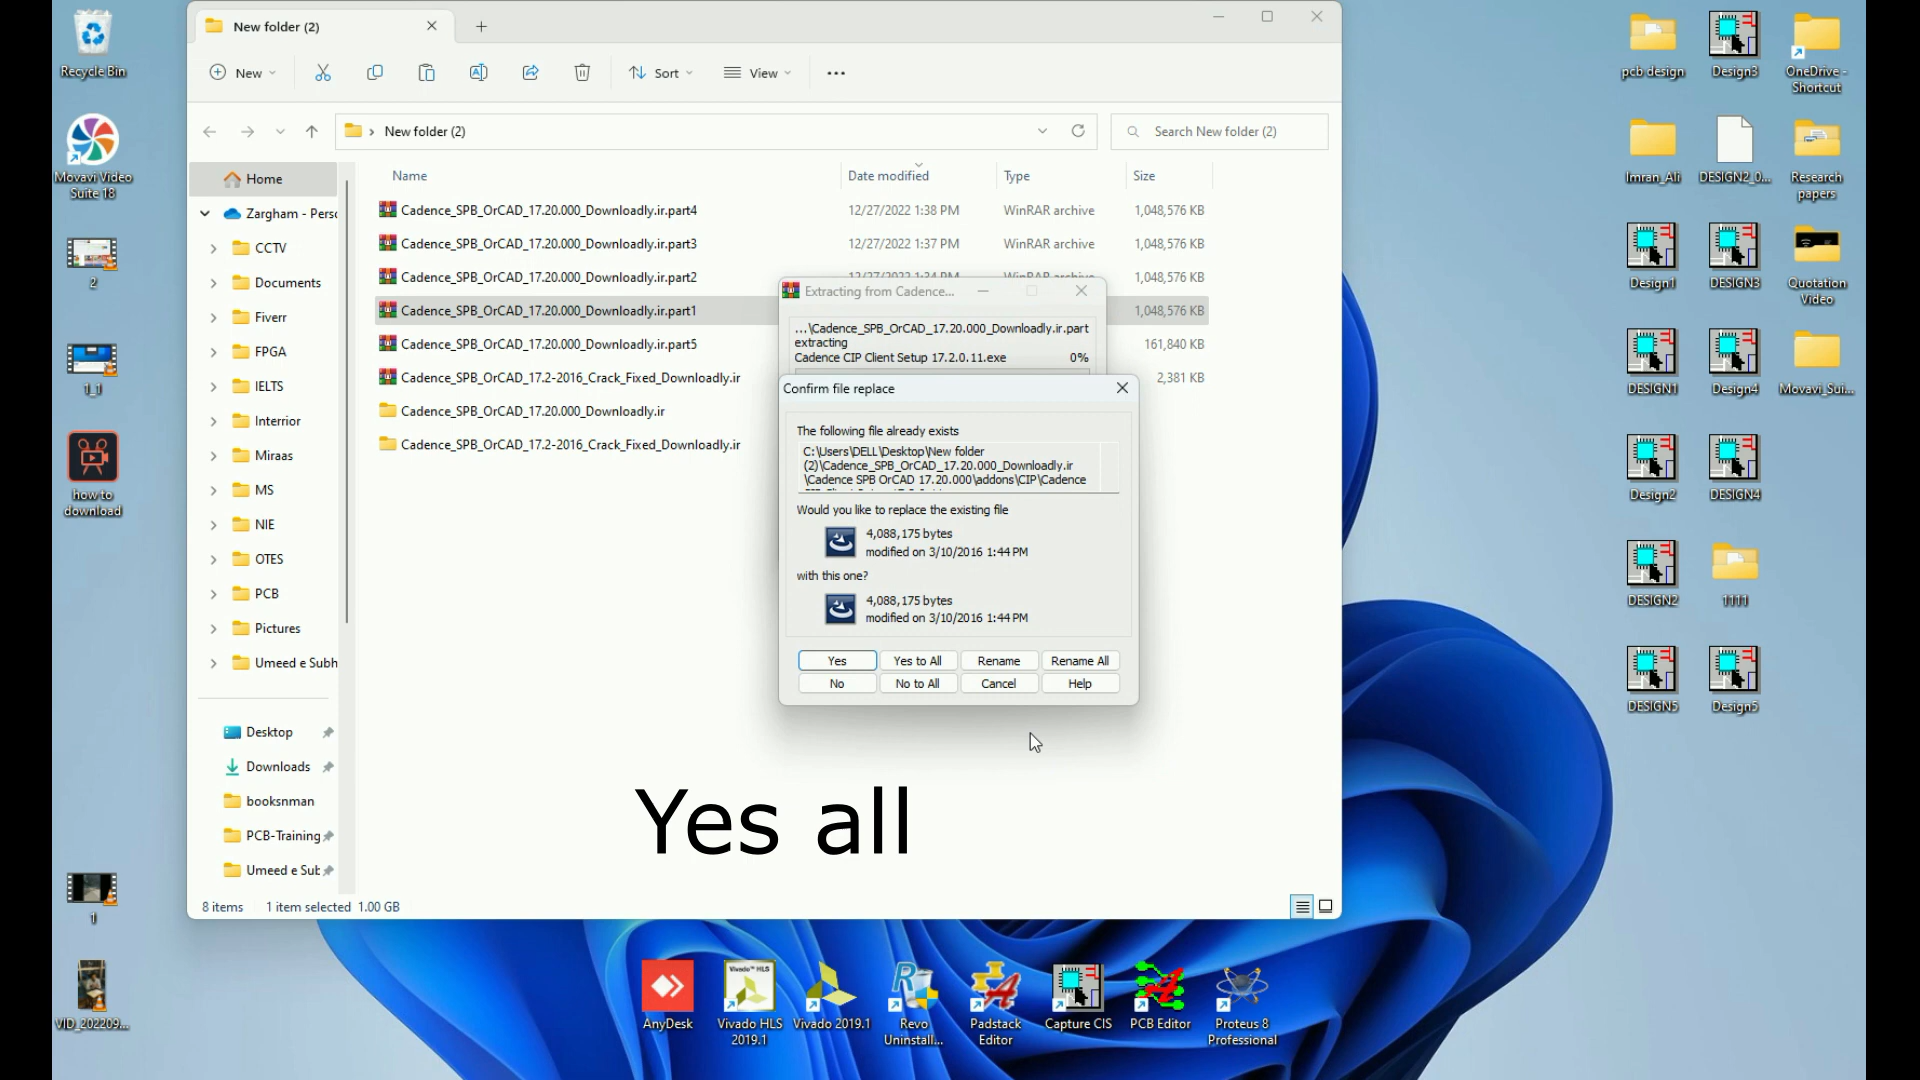 Recycle Bin
Movavi Video
Suite 18
2
1_1
how to
download
1
VID_202209...
New folder (2)
New
Sort
View
New folder (2)
Search New folder (2)
Home
Zargham - Perso
CCTV
Documents
Fiverr
FPGA
IELTS
Interrior
Miraas
MS
NIE
OTES
PCB
Pictures
Umeed e Subh
Desktop
Downloads
booksnman
PCB-Training
Umeed e Sub
Name
Date modified
Type
Size
Cadence_SPB_OrCAD_17.20.000_Downloadly.ir.part4
12/27/2022 1:38 PM
WinRAR archive
1,048,576 KB
Cadence_SPB_OrCAD_17.20.000_Downloadly.ir.part3
12/27/2022 1:37 PM
WinRAR archive
1,048,576 KB
Cadence_SPB_OrCAD_17.20.000_Downloadly.ir.part2
12/27/2022 1:34 PM
WinRAR archive
1,048,576 KB
Cadence_SPB_OrCAD_17.20.000_Downloadly.ir.part1
1,048,576 KB
Cadence_SPB_OrCAD_17.20.000_Downloadly.ir.part5
161,840 KB
Cadence_SPB_OrCAD_17.2-2016_Crack_Fixed_Downloadly.ir
2,381 KB
Cadence_SPB_OrCAD_17.20.000_Downloadly.ir
Cadence_SPB_OrCAD_17.2-2016_Crack_Fixed_Downloadly.ir
Extracting from Cadence...
...\Cadence_SPB_OrCAD_17.20.000_Downloadly.ir.part
extracting
Cadence CIP Client Setup 17.2.0.11.exe 0%
Confirm file replace
The following file already exists
C:\Users\DELL\Desktop\New folder
(2)\Cadence_SPB_OrCAD_17.20.000_Downloadly.ir
\Cadence SPB OrCAD 17.20.000\addons\CIP\Cadence
Would you like to replace the existing file
4,088,175 bytes
modified on 3/10/2016 1:44 PM
with this one?
4,088,175 bytes
modified on 3/10/2016 1:44 PM
Yes
Yes to All
Rename
Rename All
No
No to All
Cancel
Help
Yes all
8 items 1 item selected 1.00 GB
pcb design
Design3
OneDrive -
Shortcut
Imran_Ali
DESIGN2_0...
Research
papers
Design1
DESIGN3
Quotation
Video
DESIGN1
Design4
Movavi_Sui...
Design2
DESIGN4
DESIGN2
1111
DESIGN5
Design5
Vivado™ HLS
AnyDesk
Vivado HLS
2019.1
Vivado 2019.1
Revo
Uninstall...
Padstack
Editor
Capture CIS
PCB Editor
Proteus 8
Professional